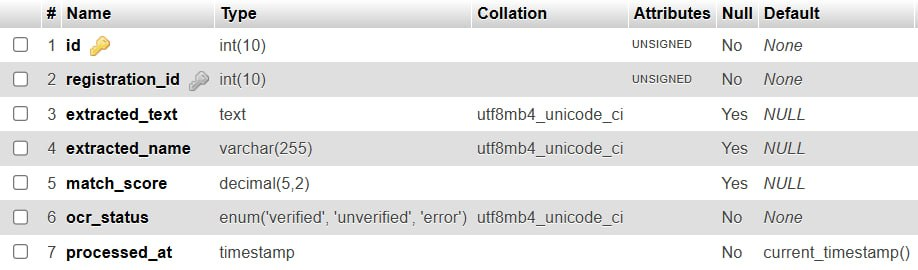 # Name Type Collation Attributes Null Default
1 id int(10) UNSIGNED No None
2 registration_id int(10) UNSIGNED No None
3 extracted_text text utf8mb4_unicode_ci Yes NULL
4 extracted_name varchar(255) utf8mb4_unicode_ci Yes NULL
5 match_score decimal(5,2) Yes NULL
6 ocr_status enum('verified', 'unverified', 'error') utf8mb4_unicode_ci No None
7 processed_at timestamp No current_timestamp()